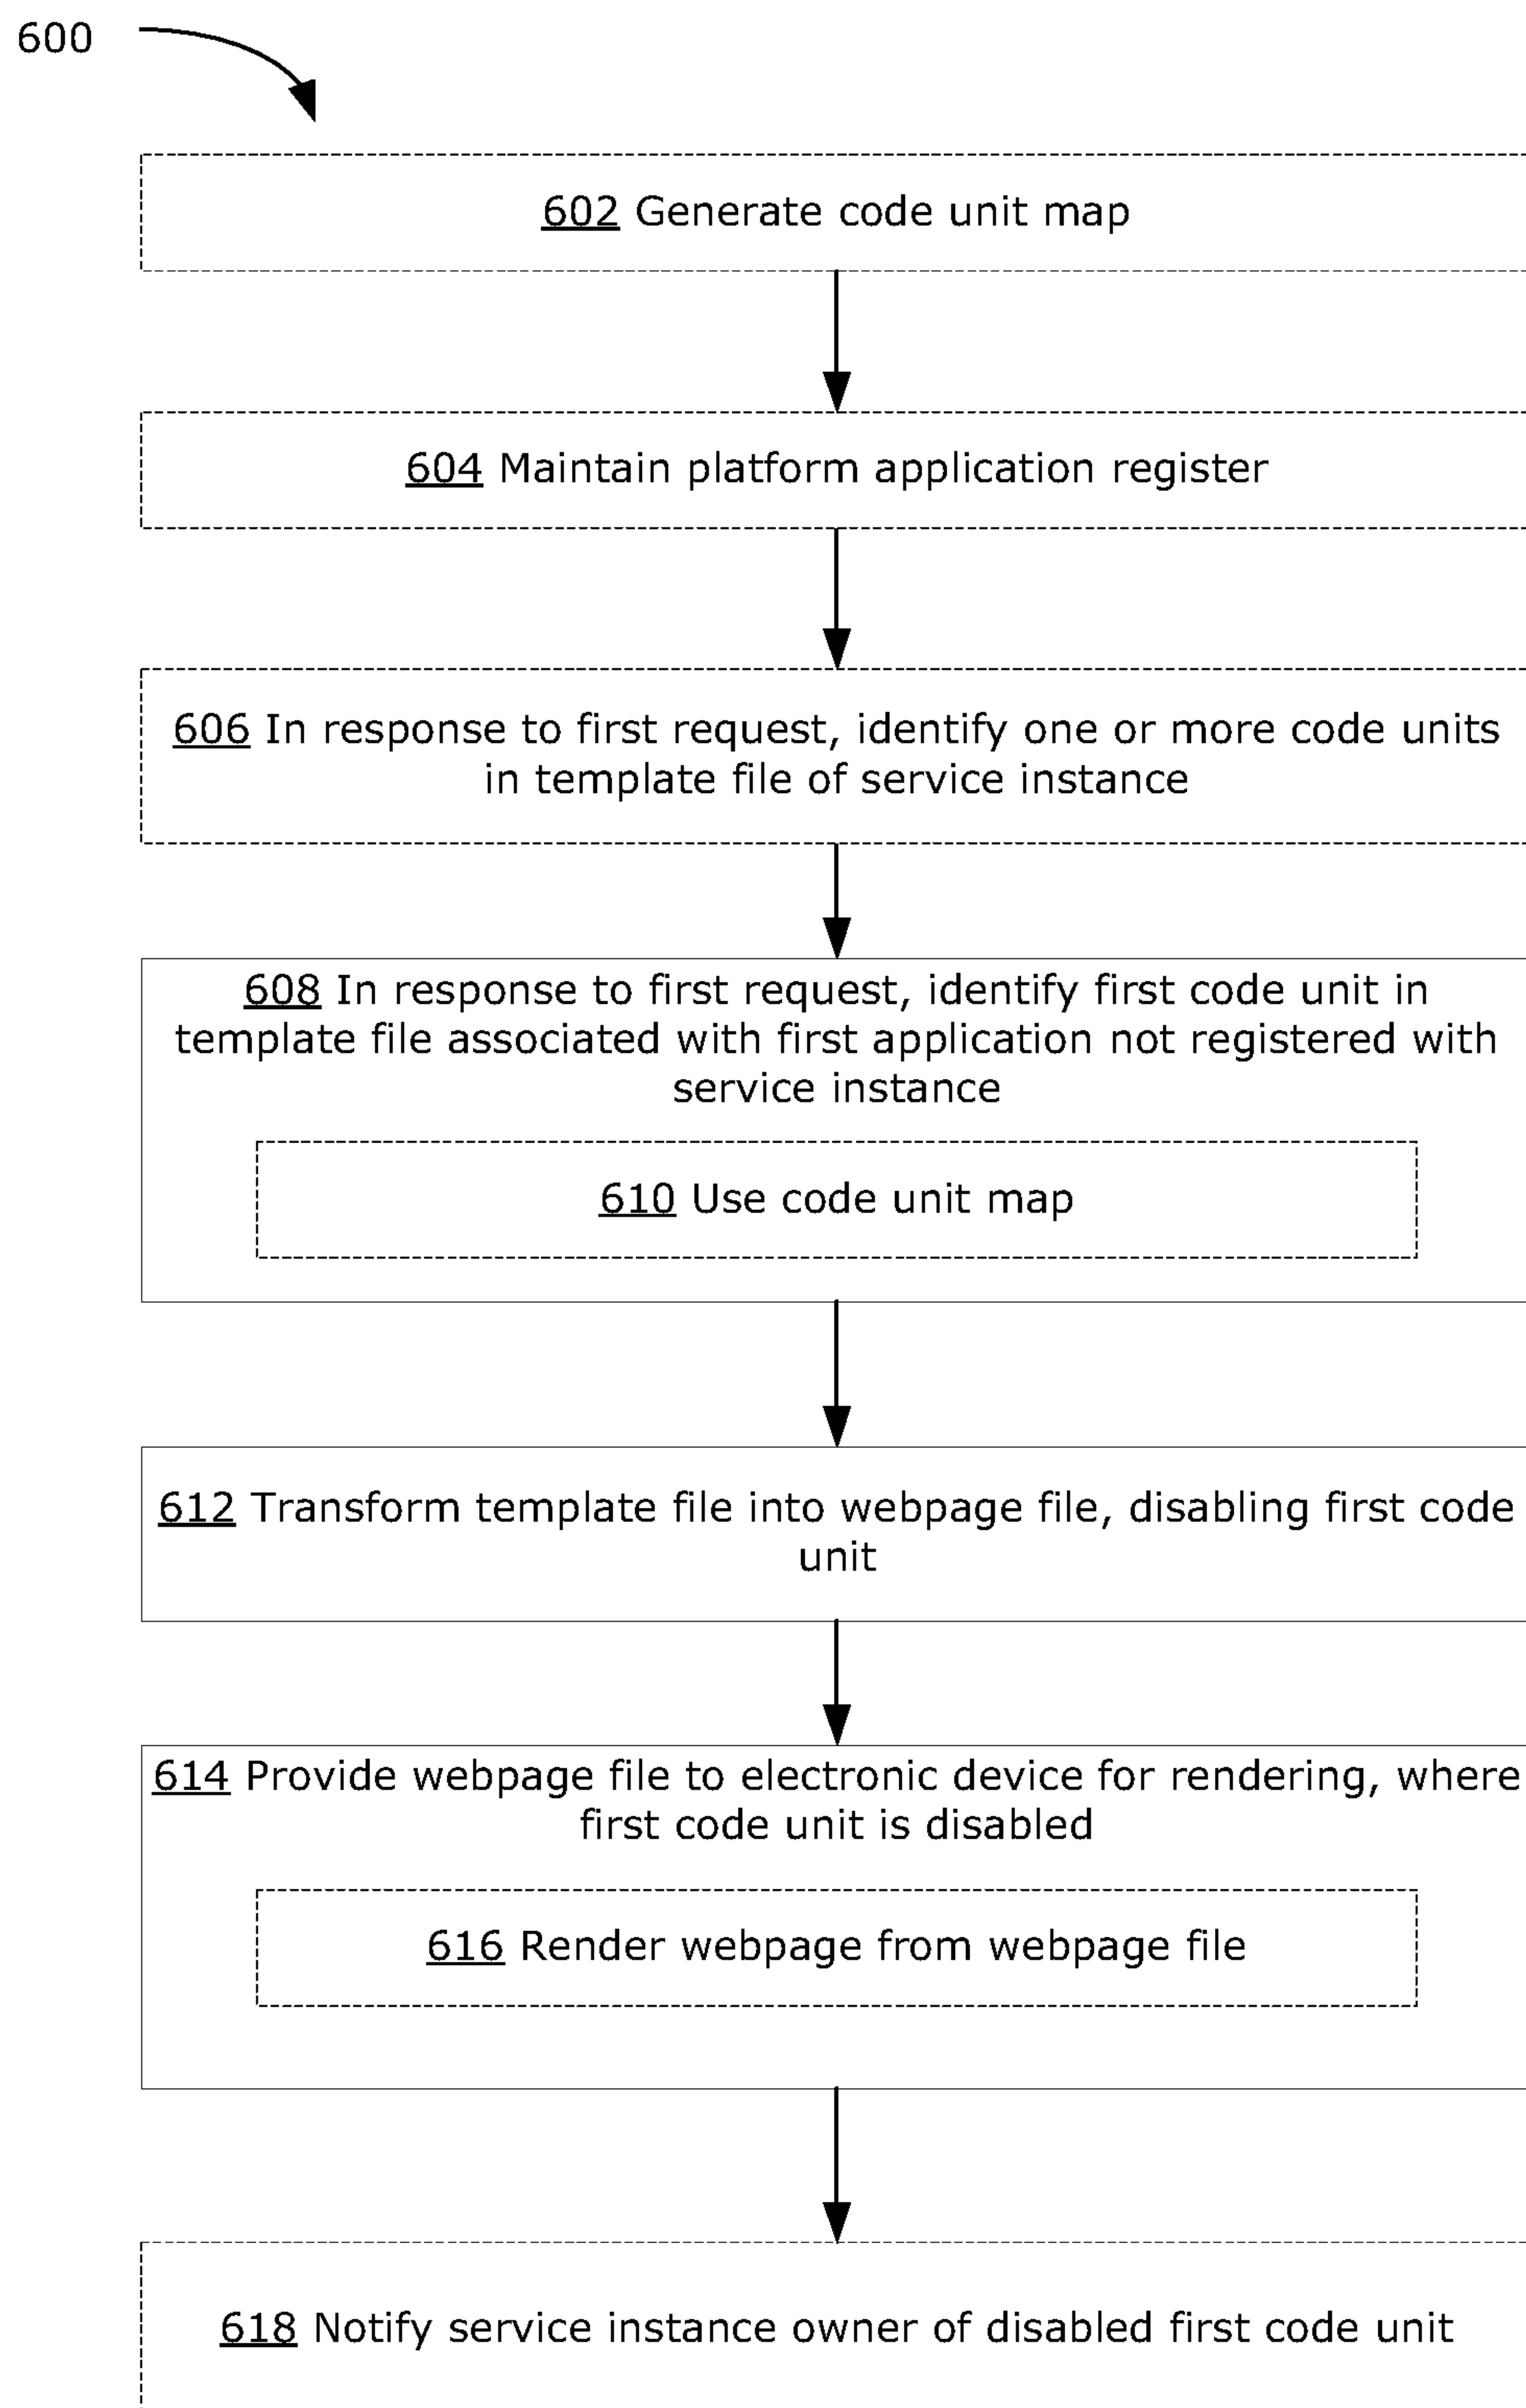 600
602 Generate code unit map
604 Maintain platform application register
606 In response to first request, identify one or more code units
in template file of service instance
608 In response to first request, identify first code unit in
template file associated with first application not registered with
service instance
610 Use code unit map
612 Transform template file into webpage file, disabling first code
unit
614 Provide webpage file to electronic device for rendering, where
first code unit is disabled
616 Render webpage from webpage file
618 Notify service instance owner of disabled first code unit